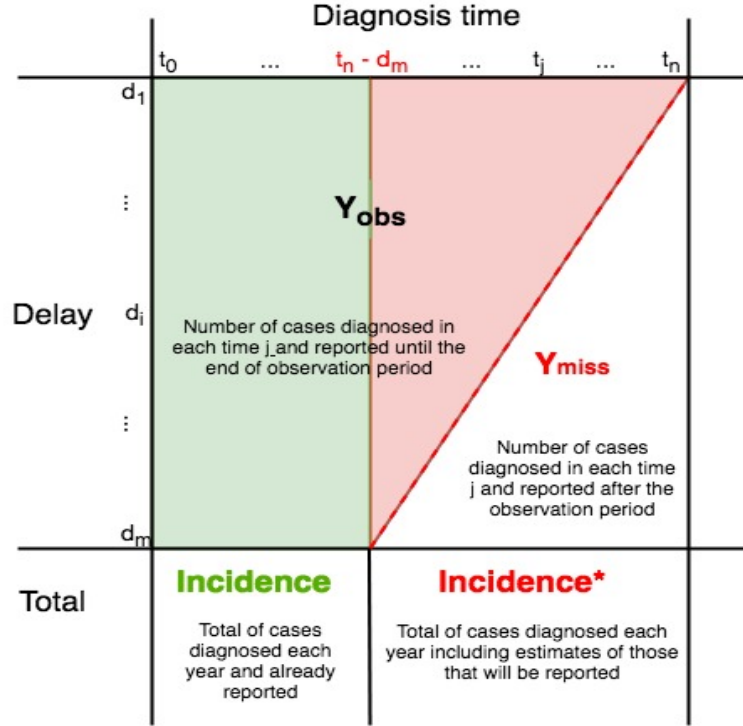 Diagnosis time
t0 ... tn - dm ... tj ... tn
d1
⋮
Yobs
Delay
di
Number of cases diagnosed in
each time j and reported until the
end of observation period
Ymiss
⋮
Number of cases
diagnosed in each time
j and reported after the
observation period
dm
Total
Incidence
Total of cases
diagnosed each
year and already
reported
Incidence*
Total of cases diagnosed each
year including estimates of those
that will be reported